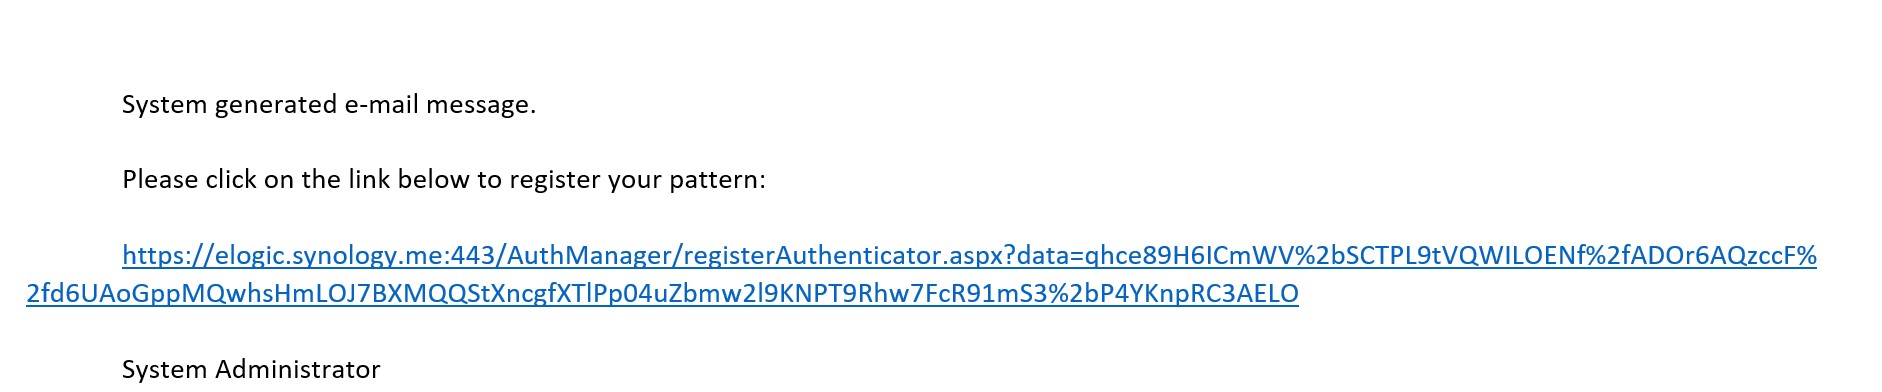 System generated e-mail message.
Please click on the link below to register your pattern:
https://elogic.synology.me:443/AuthManager/registerAuthenticator.aspx?data=qhce89H6ICmWV%2bSCTPL9tVQWILOENf%2fADOr6AQzccF%
2fd6UAoGppMQwhsHmLOJ7BXMQQStXncgfXTlPp04uZbmw2l9KNPT9Rhw7FcR91mS3%2bP4YKnpRC3AELO
System Administrator